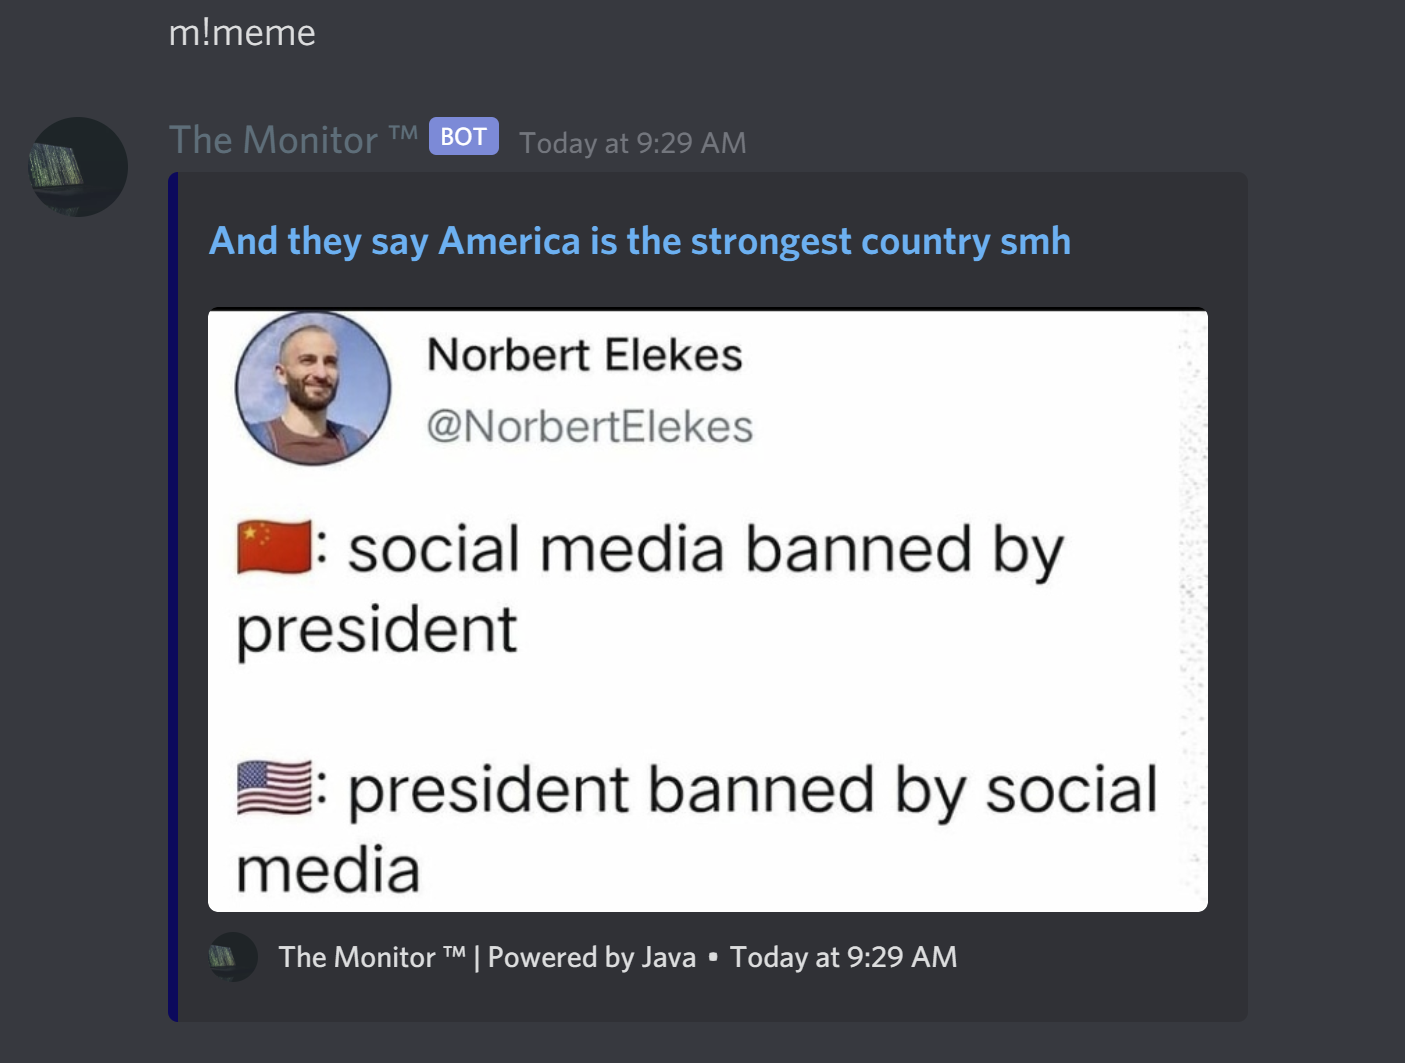 m!meme
The Monitor ™ BOT Today at 9:29 AM
And they say America is the strongest country smh
Norbert Elekes
@NorbertElekes
🇨🇳: social media banned by
president
🇺🇸: president banned by social
media
The Monitor ™ | Powered by Java • Today at 9:29 AM